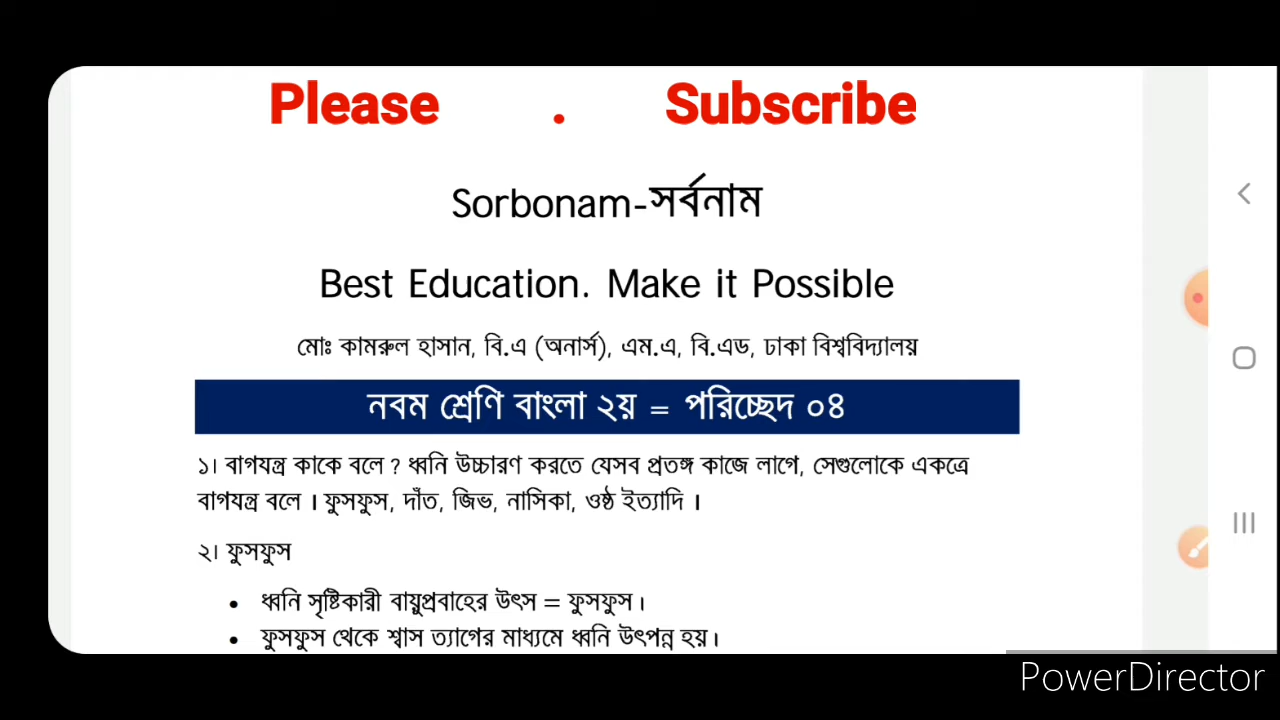 Please . Subscribe
Sorbonam-সর্বনাম
Best Education. Make it Possible
মোঃ কামরুল হাসান, বি.এ (অনার্স), এম.এ, বি.এড, ঢাকা বিশ্ববিদ্যালয়
নবম শ্রেণি বাংলা ২য় = পরিচ্ছেদ ০৪
১। বাগযন্ত্র কাকে বলে ? ধ্বনি উচ্চারণ করতে যেসব প্রতঙ্গ কাজে লাগে, সেগুলোকে একত্রে
বাগযন্ত্র বলে । ফুসফুস, দাঁত, জিভ, নাসিকা, ওষ্ঠ ইত্যাদি ।
২। ফুসফুস
• ধ্বনি সৃষ্টিকারী বায়ুপ্রবাহের উৎস = ফুসফুস ।
• ফুসফুস থেকে শ্বাস ত্যাগের মাধ্যমে ধ্বনি উৎপন্ন হয় ।
PowerDirector